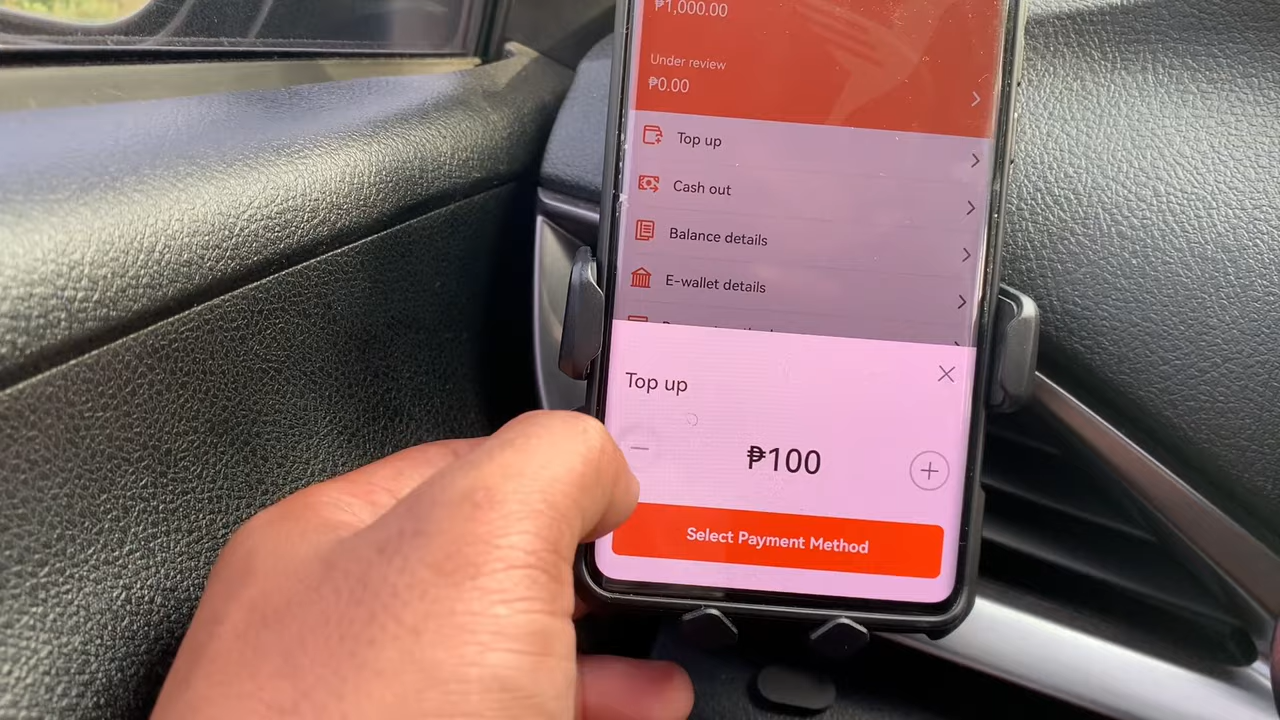 ₱1,000.00
Under review
₱0.00
Top up
Cash out
Balance details
E-wallet details
Top up
₱100
Select Payment Method